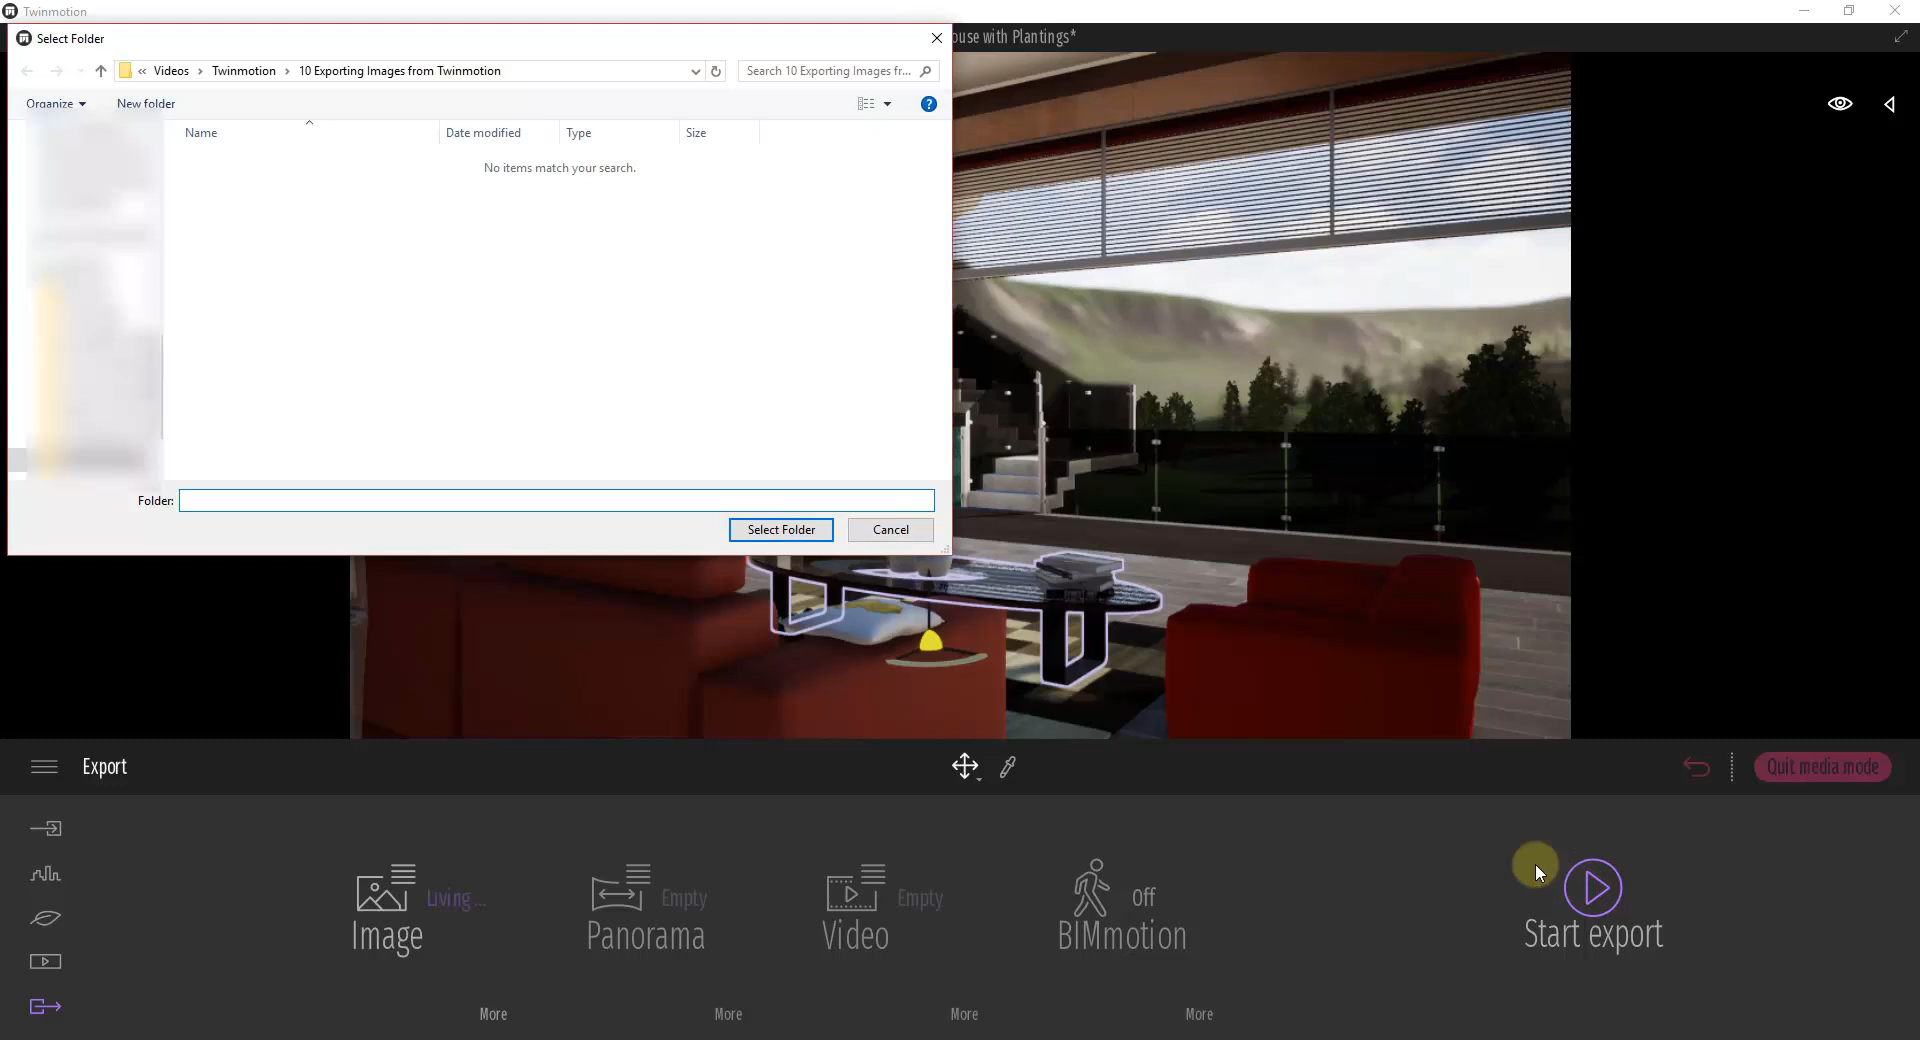 Twinmotion
Select Folder
ouse with Plantings*
« Videos › Twinmotion › 10 Exporting Images from Twinmotion
Search 10 Exporting Images fr...
Organize
New folder
?
Name
Date modified
Type
Size
No items match your search.
Folder:
Select Folder
Cancel
Export
Quit media mode
Living ...
Image
Empty
Panorama
Empty
Video
Off
BIMmotion
Start export
More
More
More
More